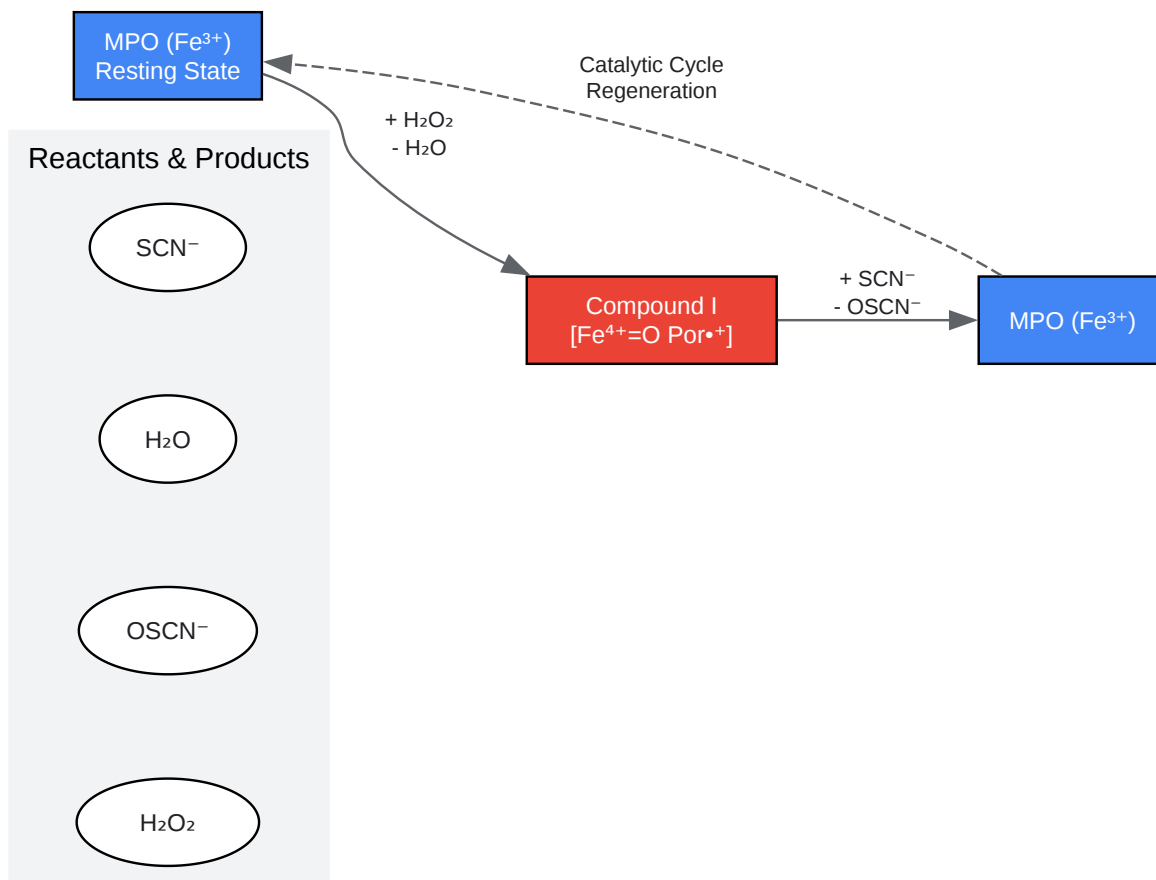 MPO (Fe³⁺)
Resting State
Catalytic Cycle
Regeneration
+ H₂O₂
- H₂O
Reactants & Products
SCN⁻
Compound I
[Fe⁴⁺=O Por•⁺]
+ SCN⁻
- OSCN⁻
MPO (Fe³⁺)
H₂O
OSCN⁻
H₂O₂